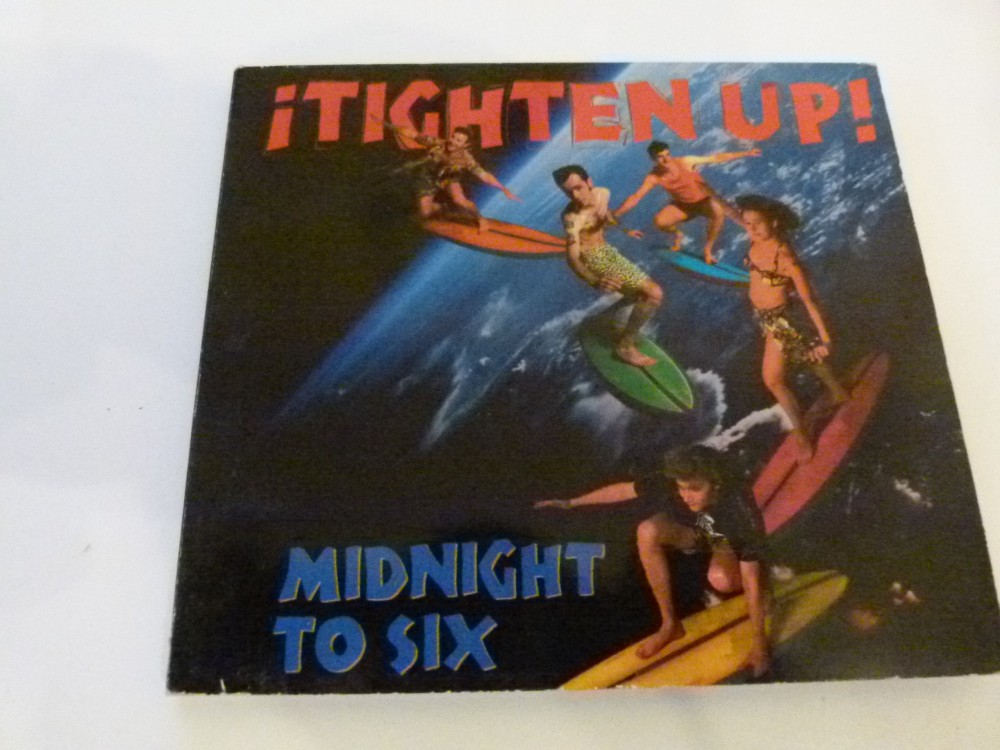 ¡TIGHTEN UP!
MIDNIGHT
TO SIX